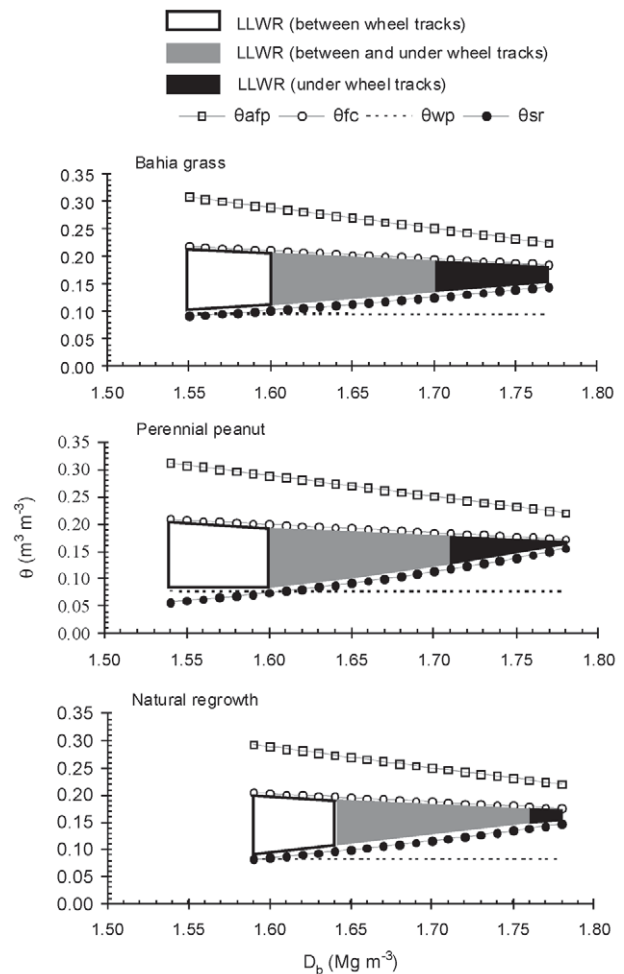 LLWR (between wheel tracks)
LLWR (between and under wheel tracks)
LLWR (under wheel tracks)
θafp θfc θwp θsr
Bahia grass
0.35
0.30
0.25
0.20
0.15
0.10
0.05
0.00
1.50 1.55 1.60 1.65 1.70 1.75 1.80
Perennial peanut
θ (m³ m⁻³)
0.35
0.30
0.25
0.20
0.15
0.10
0.05
0.00
1.50 1.55 1.60 1.65 1.70 1.75 1.80
Natural regrowth
0.35
0.30
0.25
0.20
0.15
0.10
0.05
0.00
1.50 1.55 1.60 1.65 1.70 1.75 1.80
D_b (Mg m⁻³)